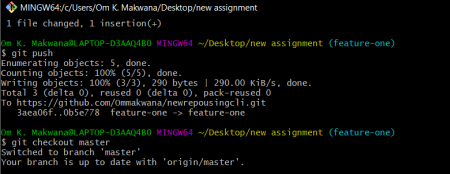 MINGW64:/c/Users/Om K. Makwana/Desktop/new assignment
1 file changed, 1 insertion(+)
Om K. Makwana@LAPTOP-D3AAQ4B0 MINGW64 ~/Desktop/new assignment (feature-one)
$ git push
Enumerating objects: 5, done.
Counting objects: 100% (5/5), done.
Writing objects: 100% (3/3), 290 bytes | 290.00 KiB/s, done.
Total 3 (delta 0), reused 0 (delta 0), pack-reused 0
To https://github.com/Ommakwana/newrepousingcli.git
3aea06f..0b5e778  feature-one -> feature-one
Om K. Makwana@LAPTOP-D3AAQ4B0 MINGW64 ~/Desktop/new assignment (feature-one)
$ git checkout master
Switched to branch 'master'
Your branch is up to date with 'origin/master'.